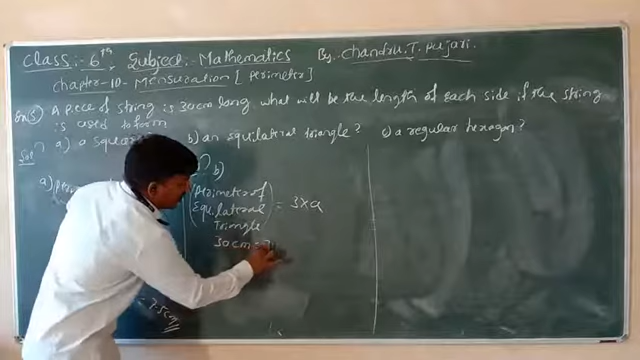 Class:- 6th, Subject:- Mathematics By. Chandru.T.Pujari.
Chapter-10- Mensuration [Perimeter]
Ex⑤ A piece of string is 30cm long what will be the length of each side if the string
is used to form
Sol? a) a square b) an equilateral triangle? c) a regular hexagon?
b)
a)
(Perimeter of
Equilateral = 3×a
Triangle)
30cm =
= 7.5cm